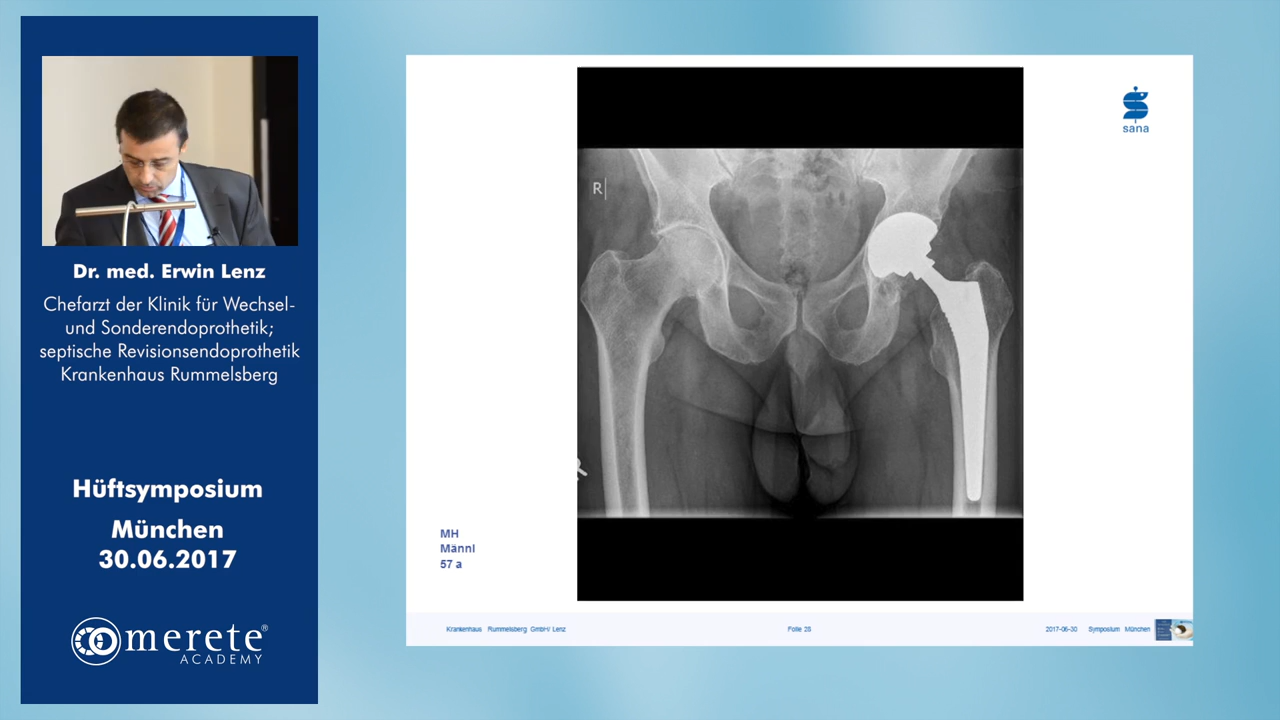 Dr. med. Erwin Lenz
Chefarzt der Klinik für Wechsel-
und Sonderendoprothetik;
septische Revisionsendoprothetik
Krankenhaus Rummelsberg
Hüftsymposium
München
30.06.2017
merete®
ACADEMY
sana
R
MH
Männl
57 a
Krankenhaus Rummelsberg GmbH/ Lenz
Folie 28
2017-06-30 Symposium München